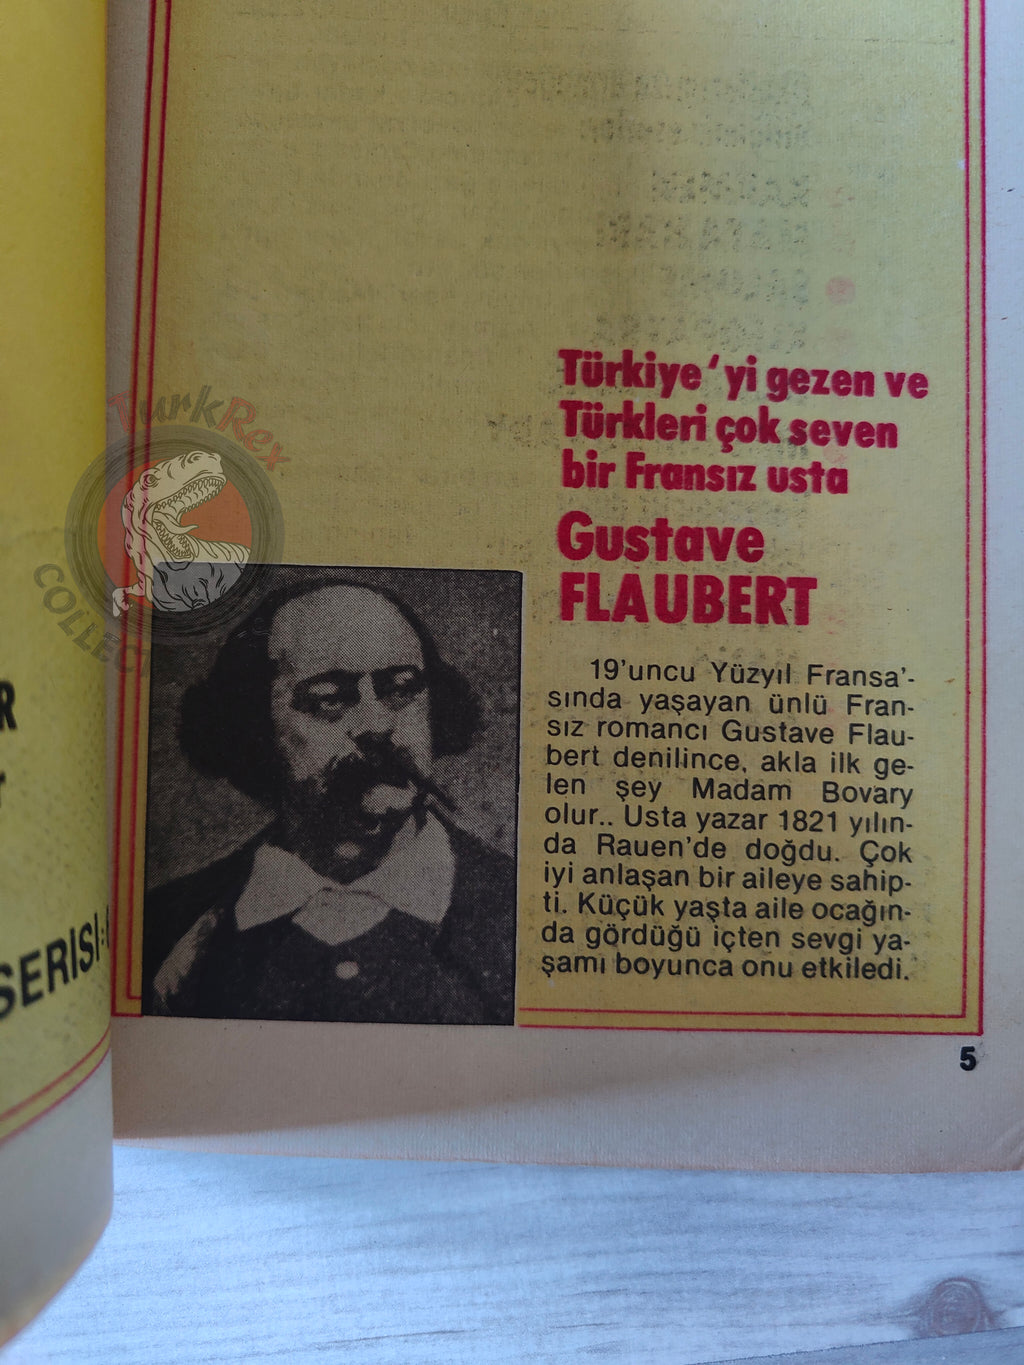 Türkiye'yi gezen ve
Türkleri çok seven
bir Fransız usta
Gustave
FLAUBERT
19'uncu Yüzyıl Fransa'-
sında yaşayan ünlü Fran-
sız romancı Gustave Flau-
bert denilince, akla ilk ge-
len şey Madam Bovary
olur.. Usta yazar 1821 yılın-
da Rauen'de doğdu. Çok
iyi anlaşan bir aileye sahip-
ti. Küçük yaşta aile ocağın-
da gördüğü içten sevgi ya-
şamı boyunca onu etkiledi.
5
R
SERISI:
TurkRex
COLLECT